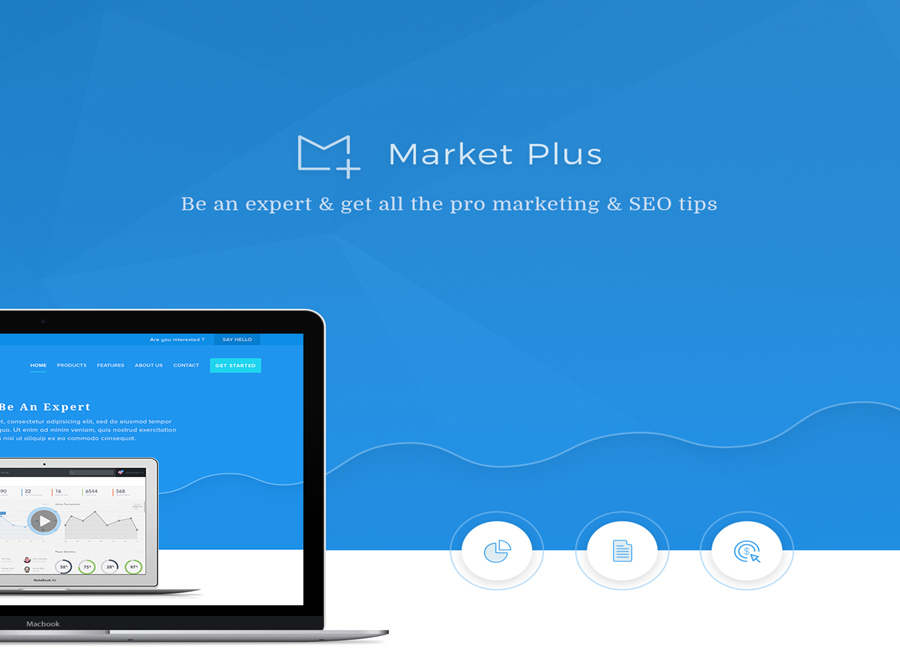 Market Plus
Be an expert & get all the pro marketing & SEO tips
Are you interested ? SAY HELLO
HOME PRODUCTS FEATURES ABOUT US CONTACT GET STARTED
Be An Expert
consectetur adipisicing elit, sed do eiusmod tempor
Ut enim ad minim veniam, quis nostrud exercitation
nisi ut aliquip ex ea commodo consequat.
22 16 6544 568
58% 75% 28% 97%
Macbook